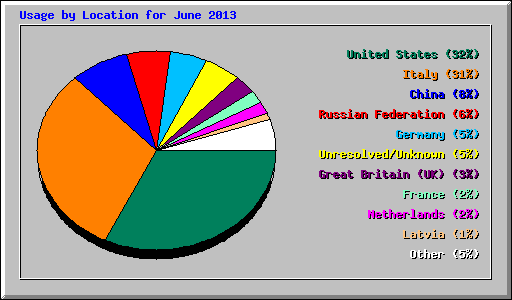 Usage by Location for June 2013
United States (32%)
Italy (31%)
China (8%)
Russian Federation (6%)
Germany (5%)
Unresolved/Unknown (5%)
Great Britain (UK) (3%)
France (2%)
Netherlands (2%)
Latvia (1%)
Other (5%)